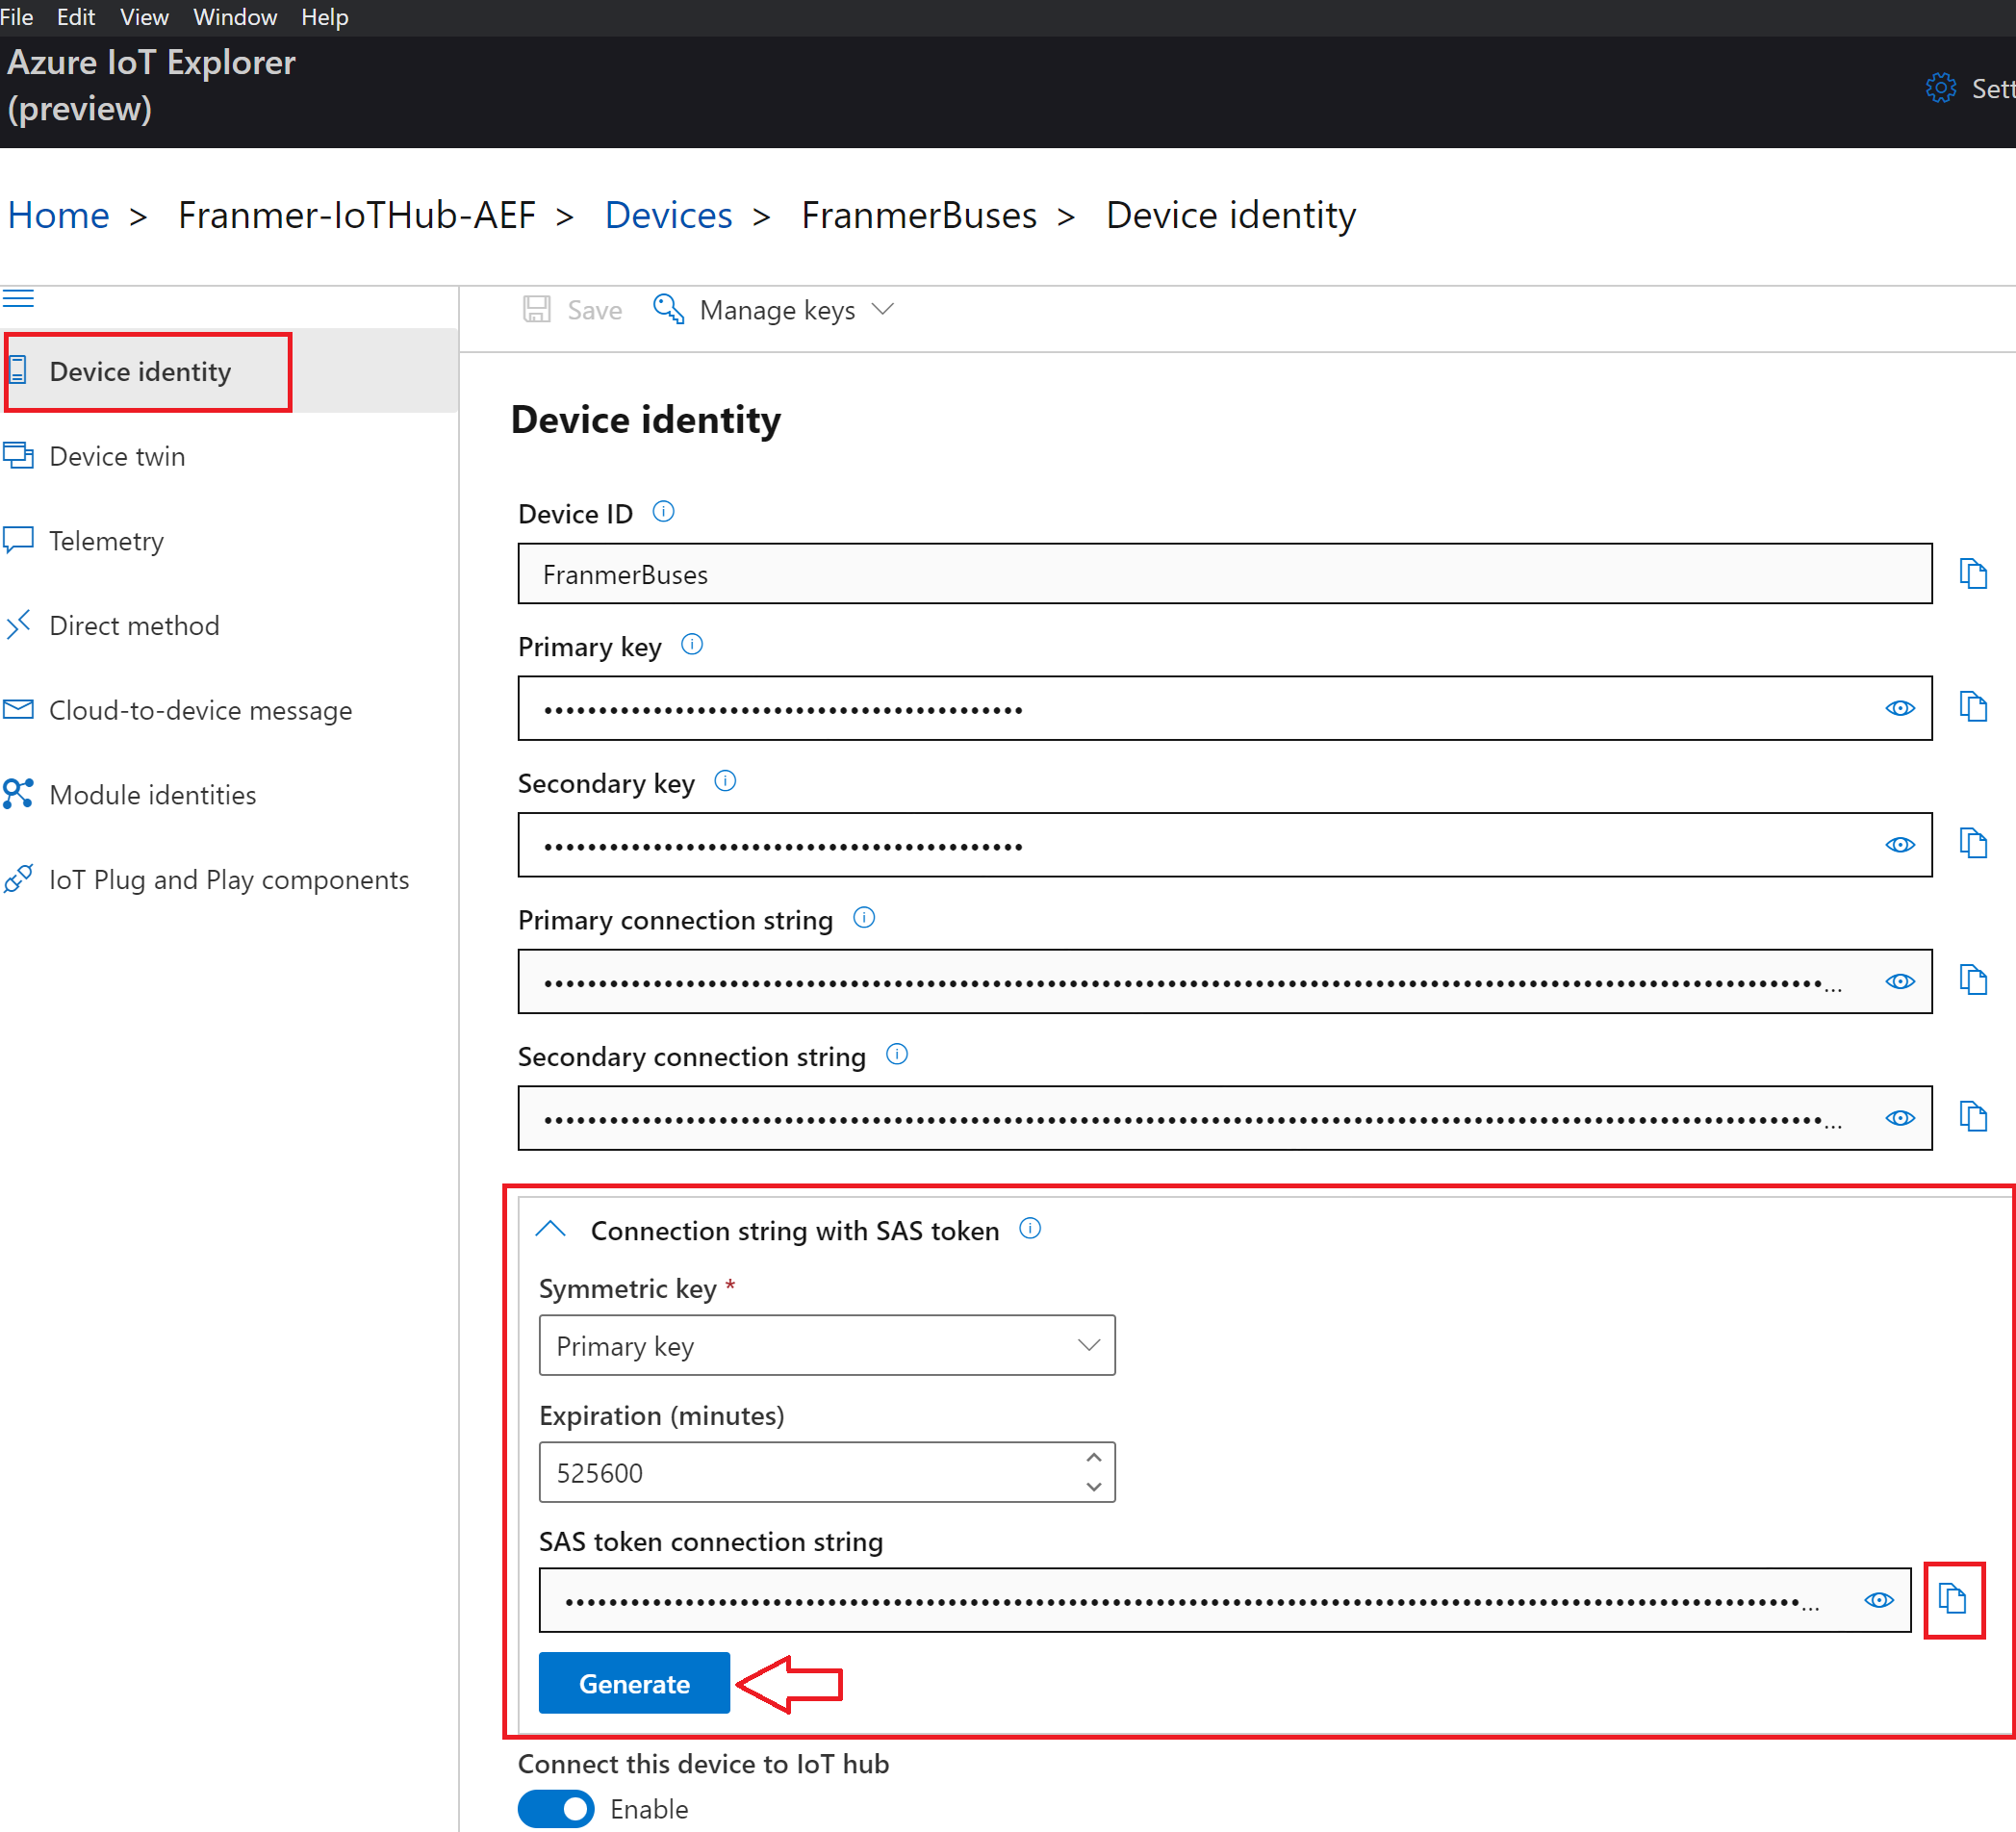 File Edit View Window Help
Azure IoT Explorer
(preview)
Sett
Home > Franmer-IoTHub-AEF > Devices > FranmerBuses > Device identity
Save Manage keys
Device identity
Device twin
Telemetry
Direct method
Cloud-to-device message
Module identities
IoT Plug and Play components
Device identity
Device ID
FranmerBuses
Primary key
••••••••••••••••••••••••••••••••••••••••••••
Secondary key
••••••••••••••••••••••••••••••••••••••••••••
Primary connection string
Secondary connection string
Connection string with SAS token
Symmetric key *
Primary key
Expiration (minutes)
525600
SAS token connection string
Generate
Connect this device to IoT hub
Enable